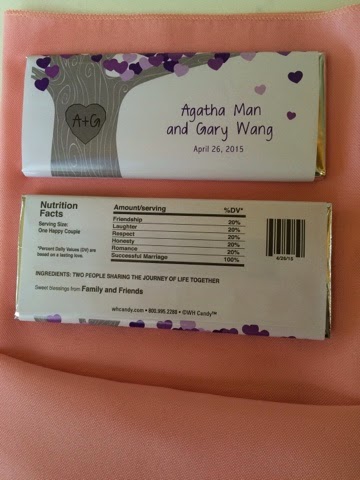 A+G
Agatha Man
and Gary Wang
April 26, 2015
Nutrition
Facts
Serving Size:
One Happy Couple
*Percent Daily Values (DV) are
based on a lasting love.
Amount/serving %DV*
Friendship 20%
Laughter 20%
Respect 20%
Honesty 20%
Romance 20%
Successful Marriage 100%
4/26/15
INGREDIENTS: TWO PEOPLE SHARING THE JOURNEY OF LIFE TOGETHER
Sweet blessings from Family and Friends
whcandy.com • 800.995.2288 • ©WH Candy™